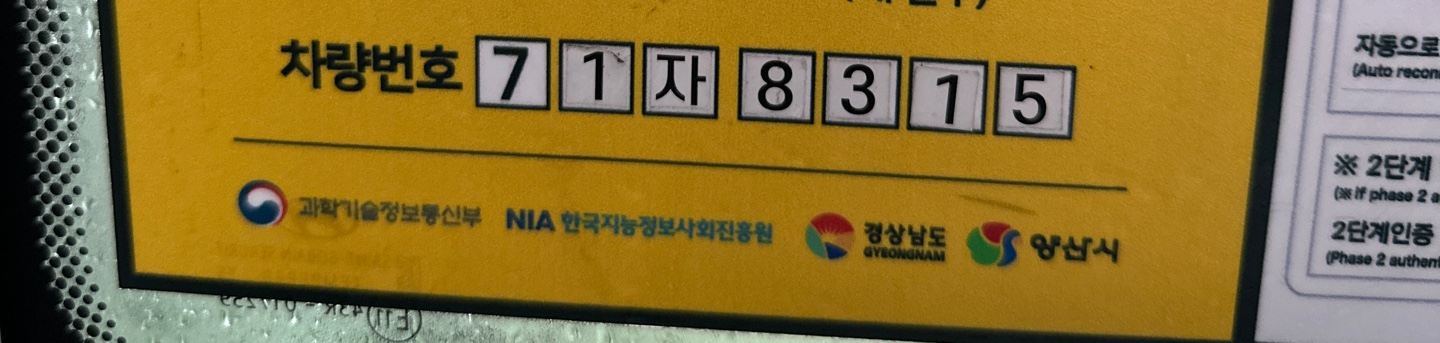 차량번호 7 1 자 8 3 1 5
과학기술정보통신부 NIA 한국지능정보사회진흥원 경상남도 GYEONGNAM 양산시
자동으로
(Auto recon
※ 2단계
(※ if phase 2 a
2단계인증
(Phase 2 authent
E11 43R